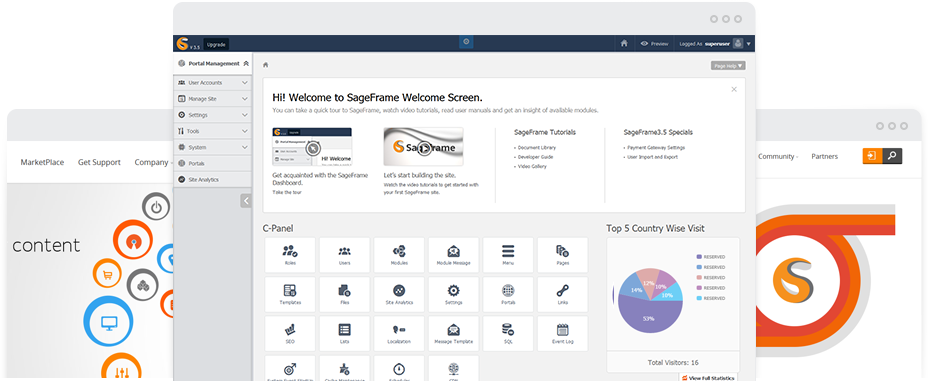 V 3.5 Upgrade
Preview Logged As superuser
Portal Management
Page Help
User Accounts
Manage Site
Settings
Tools
System
Portals
Site Analytics
Hi! Welcome to SageFrame Welcome Screen.
You can take a quick tour to SageFrame, watch video tutorials, read user manuals and get an insight of available modules.
Portal Management
Hi! Welcome
Get acquainted with the SageFrame
Dashboard.
Take the tour
SageFrame
Let's start building the site.
Watch the video tutorials to get started with
your first SageFrame site.
SageFrame Tutorials
Document Library
Developer Guide
Video Gallery
SageFrame3.5 Specials
Payment Gateway Settings
User Import and Export
MarketPlace Get Support Company
Community Partners
content
C-Panel
Roles Users Modules Module Message Menu Pages
Templates Files Site Analytics Settings Portals Links
SEO Lists Localization Message Template SQL Event Log
CDN
Top 5 Country Wise Visit
12%
18%
14%
10%
53%
RESERVED
RESERVED
RESERVED
RESERVED
RESERVED
Total Visitors: 16
View Full Statistics